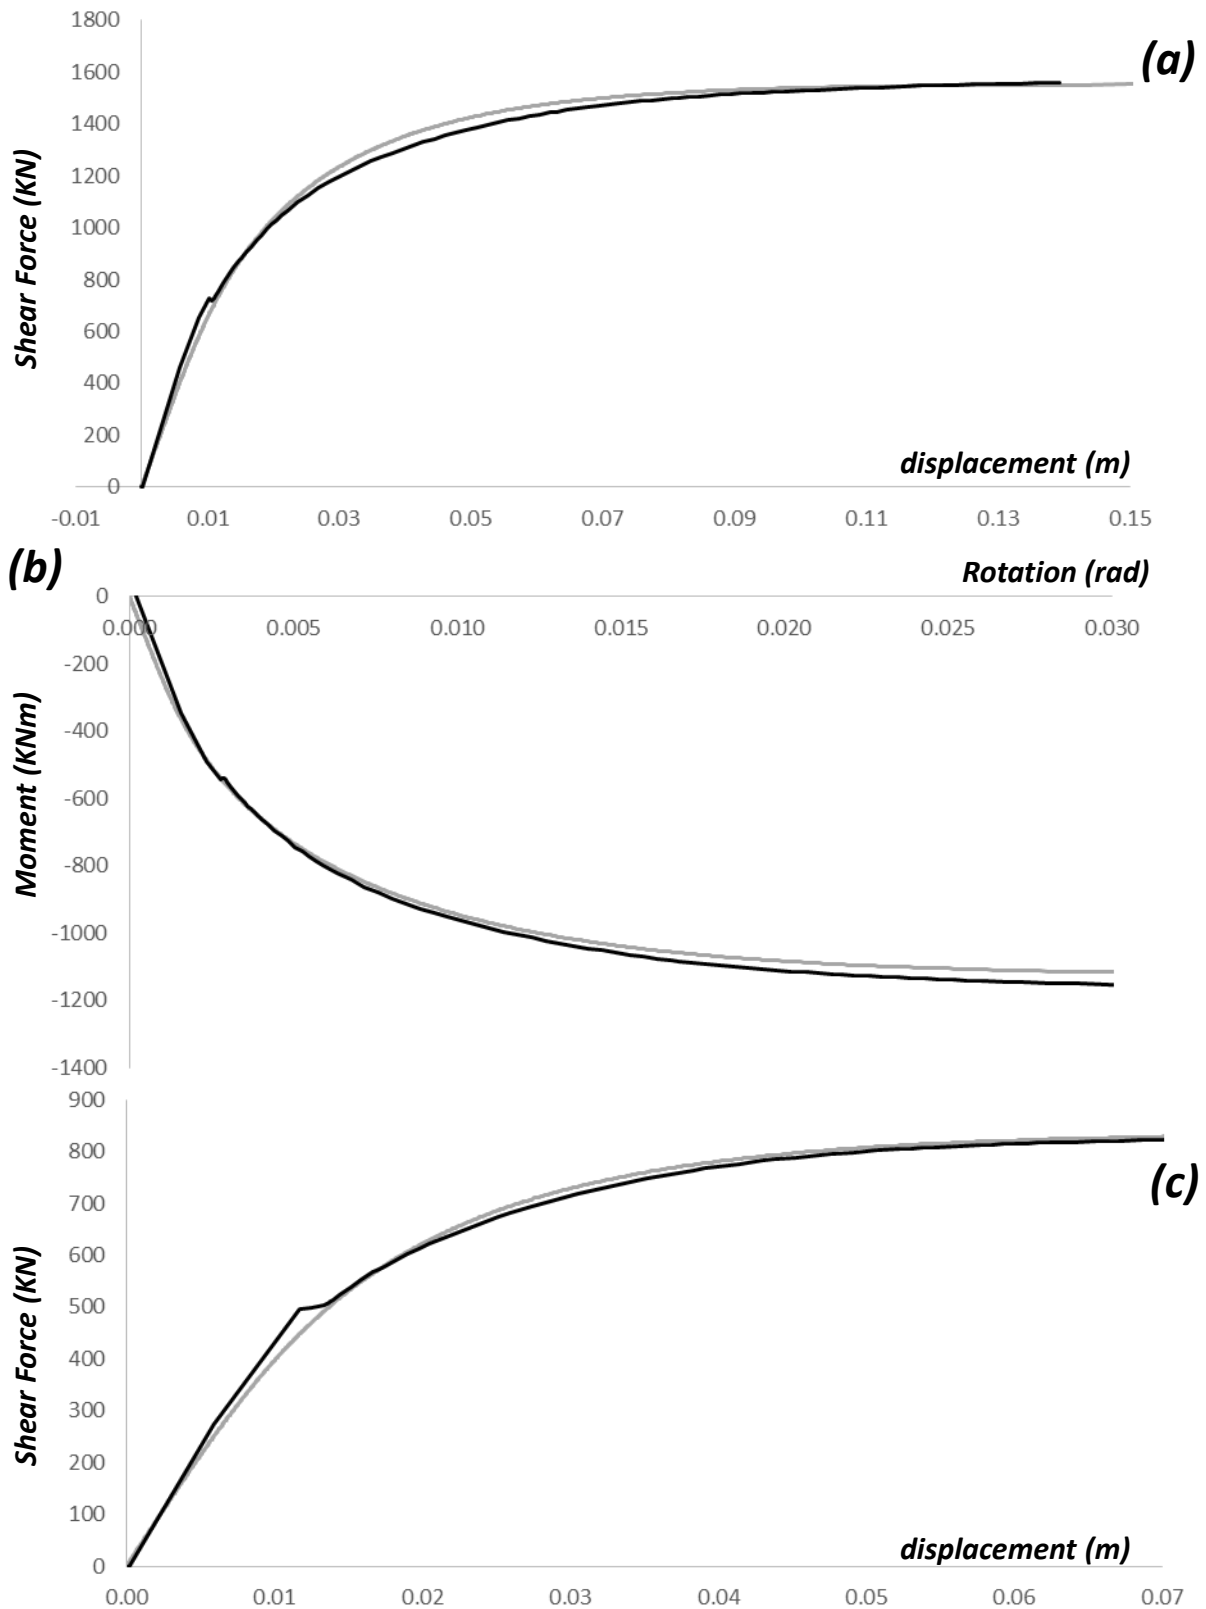 1800
(a)
1600
1400
1200
1000
800
600
400
200
0
Shear Force (KN)
displacement (m)
-0.01 0.01 0.03 0.05 0.07 0.09 0.11 0.13 0.15
(b)
Rotation (rad)
0
0.000 0.005 0.010 0.015 0.020 0.025 0.030
-200
-400
-600
-800
-1000
-1200
-1400
Moment (KNm)
900
800
(c)
700
600
500
400
300
200
100
0
Shear Force (KN)
displacement (m)
0.00 0.01 0.02 0.03 0.04 0.05 0.06 0.07